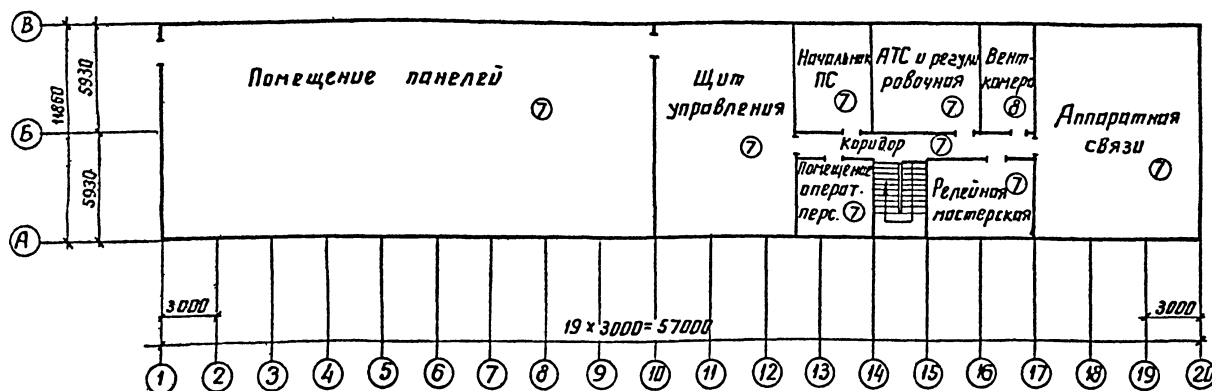 В
Б
А
11860
5930
5930
Помещение панелей
7
Щит
управления
7
Начальник
ПС
7
АТС и регули
ровочная
7
Вент-
камера
8
Аппаратная
связи
7
Коридор
7
Помещение
операт.
перс.
7
Релейная
мастерская
7
3000
19 х 3000 = 57000
3000
1 2 3 4 5 6 7 8 9 10 11 12 13 14 15 16 17 18 19 20